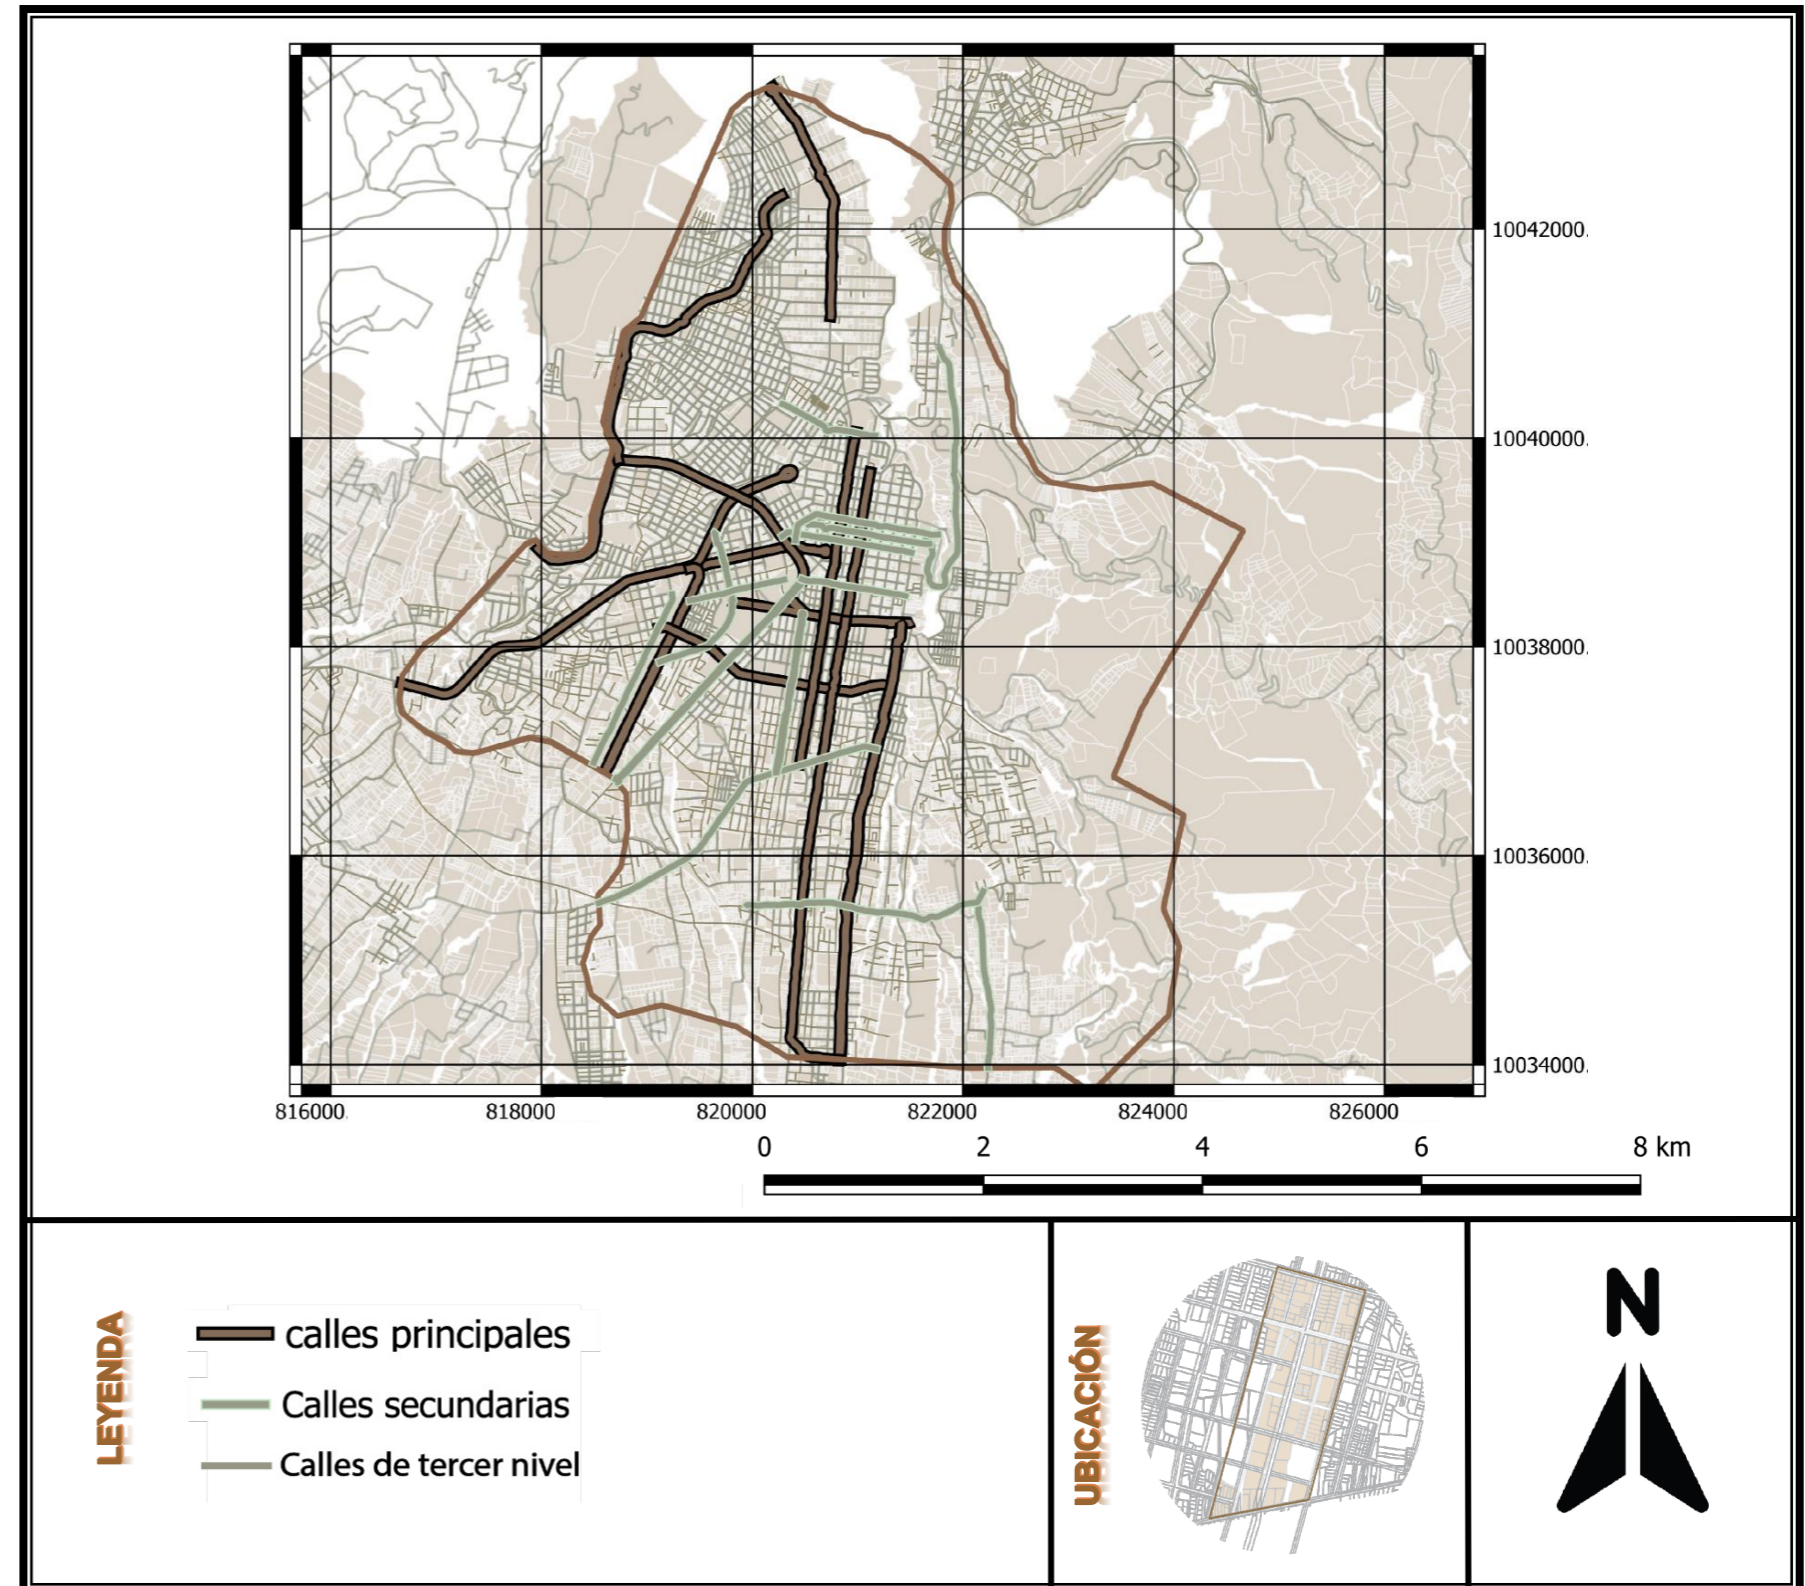 10042000.
10040000.
10038000.
10036000.
10034000.
816000.
818000
820000
822000
824000
826000
0 2 4 6 8 km
LEYENDA
calles principales
Calles secundarias
Calles de tercer nivel
UBICACIÓN
N